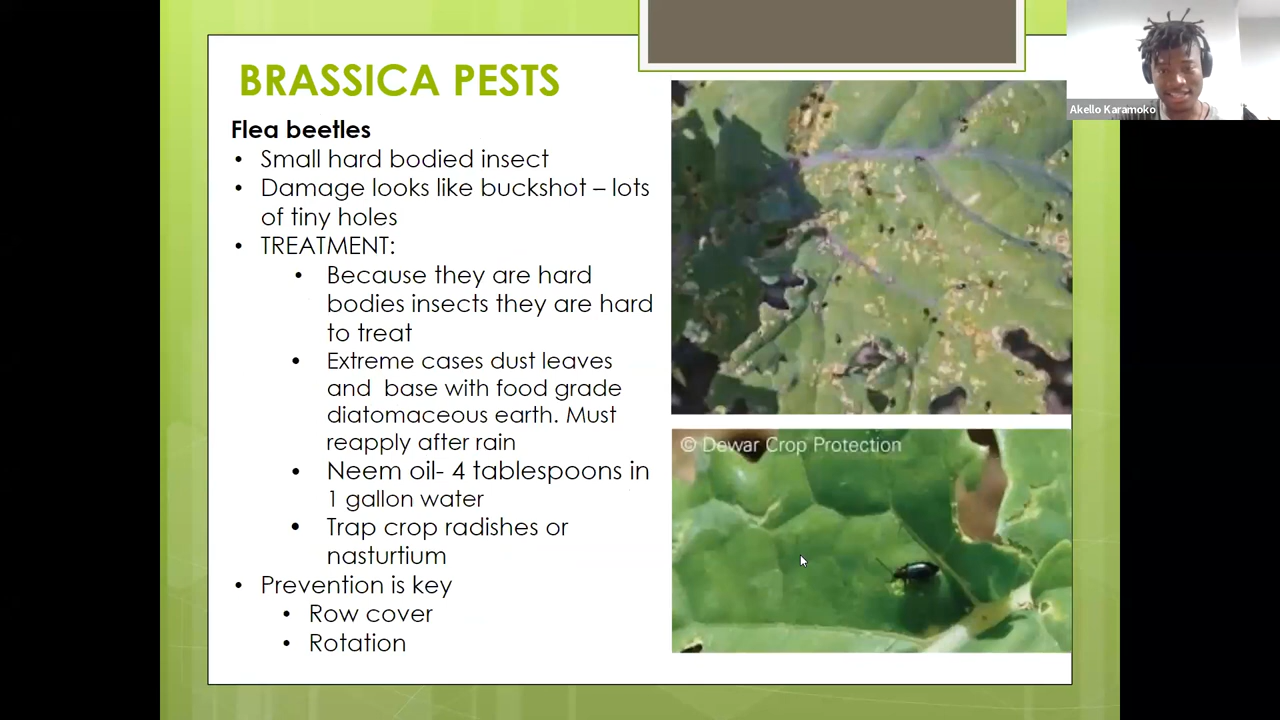 BRASSICA PESTS
Flea beetles
• Small hard bodied insect
• Damage looks like buckshot – lots
of tiny holes
• TREATMENT:
• Because they are hard
bodies insects they are hard
to treat
• Extreme cases dust leaves
and base with food grade
diatomaceous earth. Must
reapply after rain
• Neem oil- 4 tablespoons in
1 gallon water
• Trap crop radishes or
nasturtium
• Prevention is key
• Row cover
• Rotation
© Dewar Crop Protection
Akello Karamoko